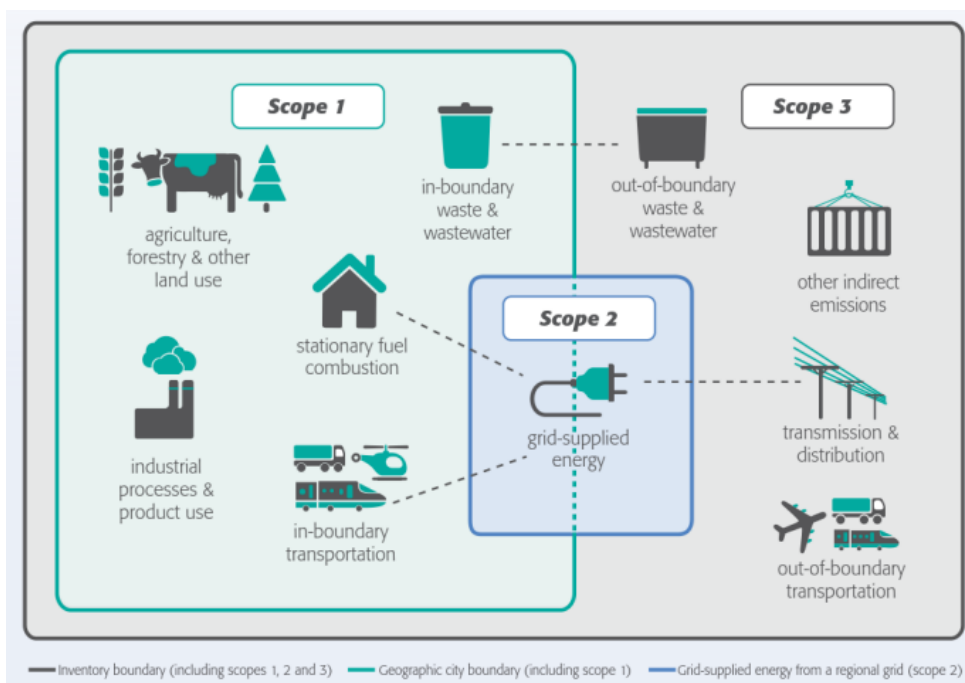 Scope 1
Scope 3
in-boundary
waste &
wastewater
out-of-boundary
waste &
wastewater
agriculture,
forestry & other
land use
other indirect
emissions
Scope 2
stationary fuel
combustion
grid-supplied
energy
transmission &
distribution
industrial
processes &
product use
in-boundary
transportation
out-of-boundary
transportation
Inventory boundary (including scopes 1, 2 and 3)
Geographic city boundary (including scope 1)
Grid-supplied energy from a regional grid (scope 2)